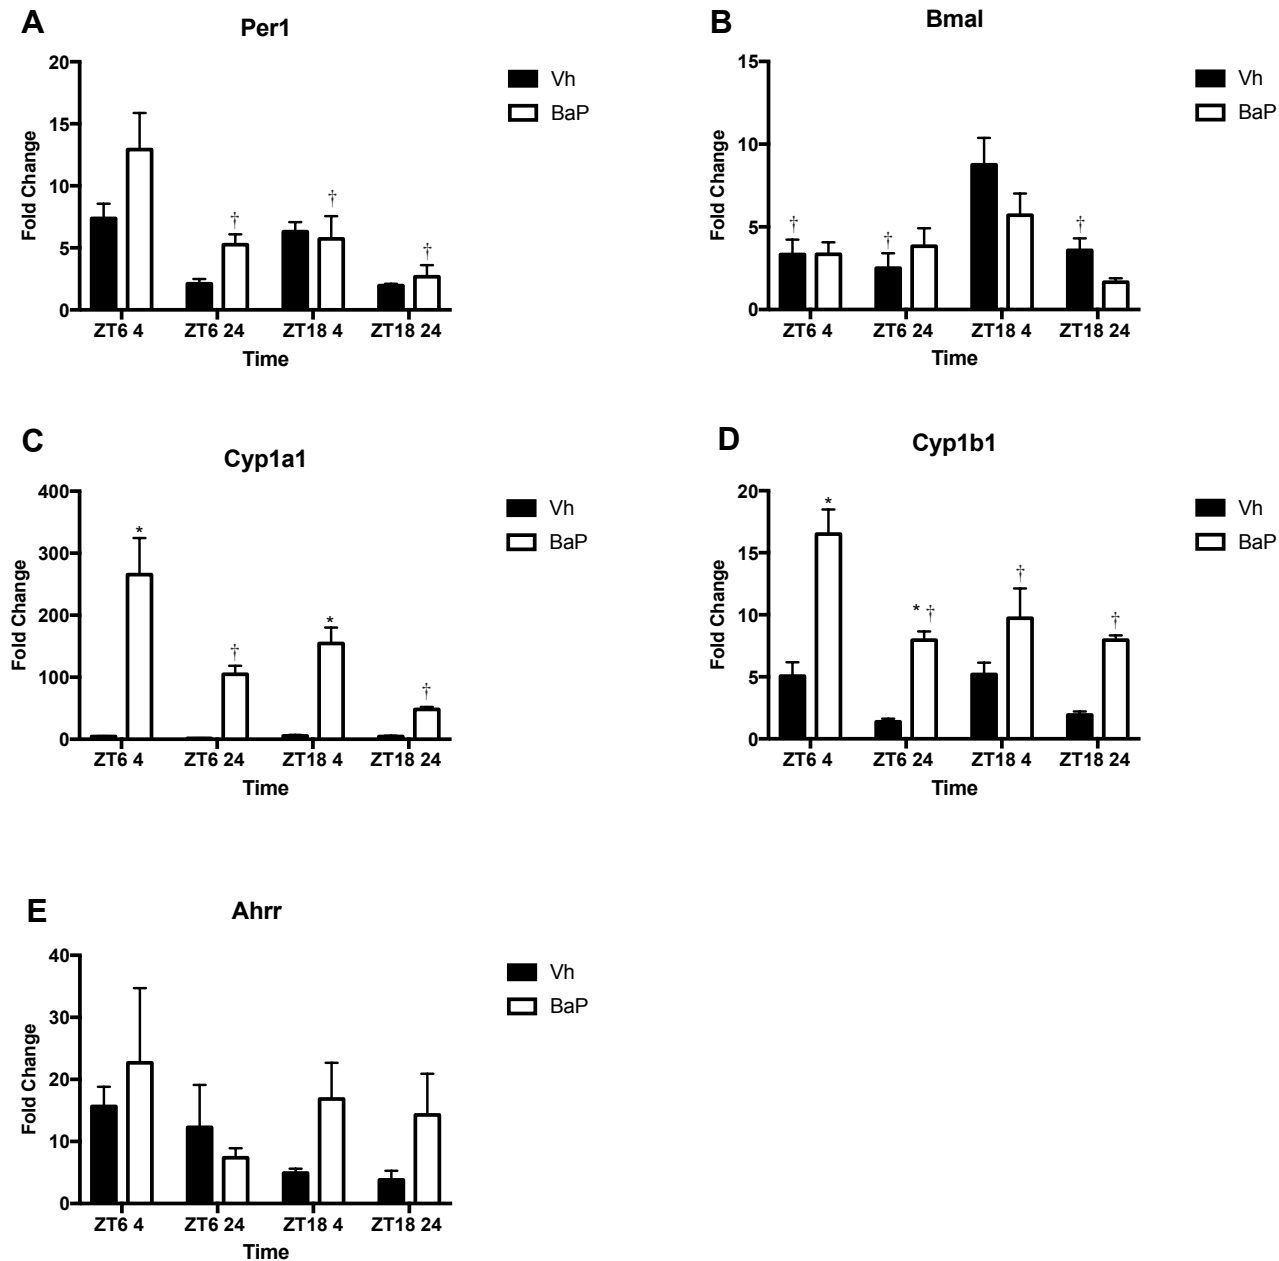 A
Per1
20
15
10
5
0
Fold Change
†
†
†
ZT6 4
ZT6 24
ZT18 4
ZT18 24
Time
Vh
BaP
B
Bmal
15
10
5
0
Fold Change
†
†
†
ZT6 4
ZT6 24
ZT18 4
ZT18 24
Time
Vh
BaP
C
Cyp1a1
400
300
200
100
0
Fold Change
*
†
*
†
ZT6 4
ZT6 24
ZT18 4
ZT18 24
Time
Vh
BaP
D
Cyp1b1
20
15
10
5
0
Fold Change
*
* †
†
†
ZT6 4
ZT6 24
ZT18 4
ZT18 24
Time
Vh
BaP
E
Ahrr
40
30
20
10
0
Fold Change
ZT6 4
ZT6 24
ZT18 4
ZT18 24
Time
Vh
BaP